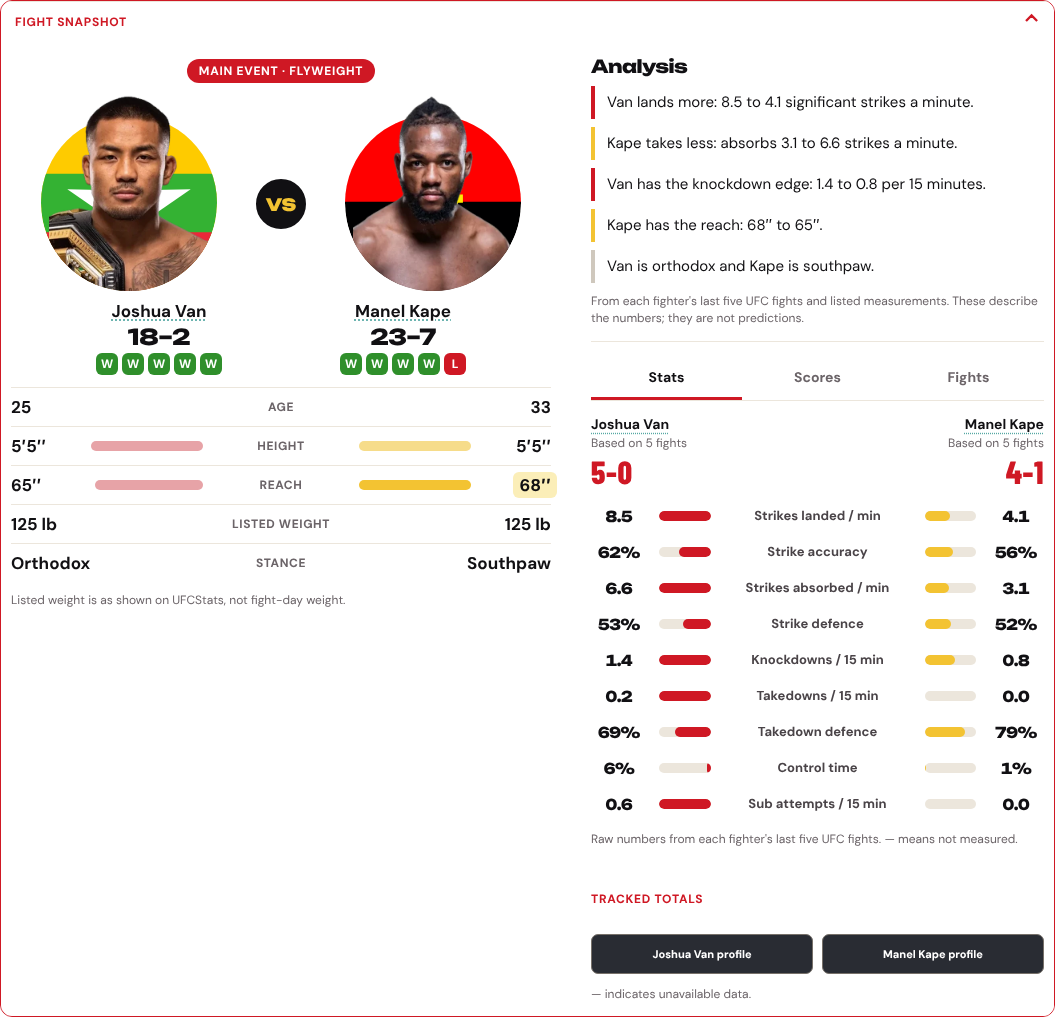 FIGHT SNAPSHOT
MAIN EVENT · FLYWEIGHT
VS
Joshua Van
18–2
W W W W W
Manel Kape
23–7
W W W W L
25 AGE 33
5′5″ HEIGHT 5′5″
65″ REACH 68″
125 lb LISTED WEIGHT 125 lb
Orthodox STANCE Southpaw
Listed weight is as shown on UFCStats, not fight-day weight.
Analysis
Van lands more: 8.5 to 4.1 significant strikes a minute.
Kape takes less: absorbs 3.1 to 6.6 strikes a minute.
Van has the knockdown edge: 1.4 to 0.8 per 15 minutes.
Kape has the reach: 68″ to 65″.
Van is orthodox and Kape is southpaw.
From each fighter's last five UFC fights and listed measurements. These describe
the numbers; they are not predictions.
Stats Scores Fights
Joshua Van Manel Kape
Based on 5 fights Based on 5 fights
5-0 4-1
8.5 Strikes landed / min 4.1
62% Strike accuracy 56%
6.6 Strikes absorbed / min 3.1
53% Strike defence 52%
1.4 Knockdowns / 15 min 0.8
0.2 Takedowns / 15 min 0.0
69% Takedown defence 79%
6% Control time 1%
0.6 Sub attempts / 15 min 0.0
Raw numbers from each fighter's last five UFC fights. — means not measured.
TRACKED TOTALS
Joshua Van profile Manel Kape profile
— indicates unavailable data.